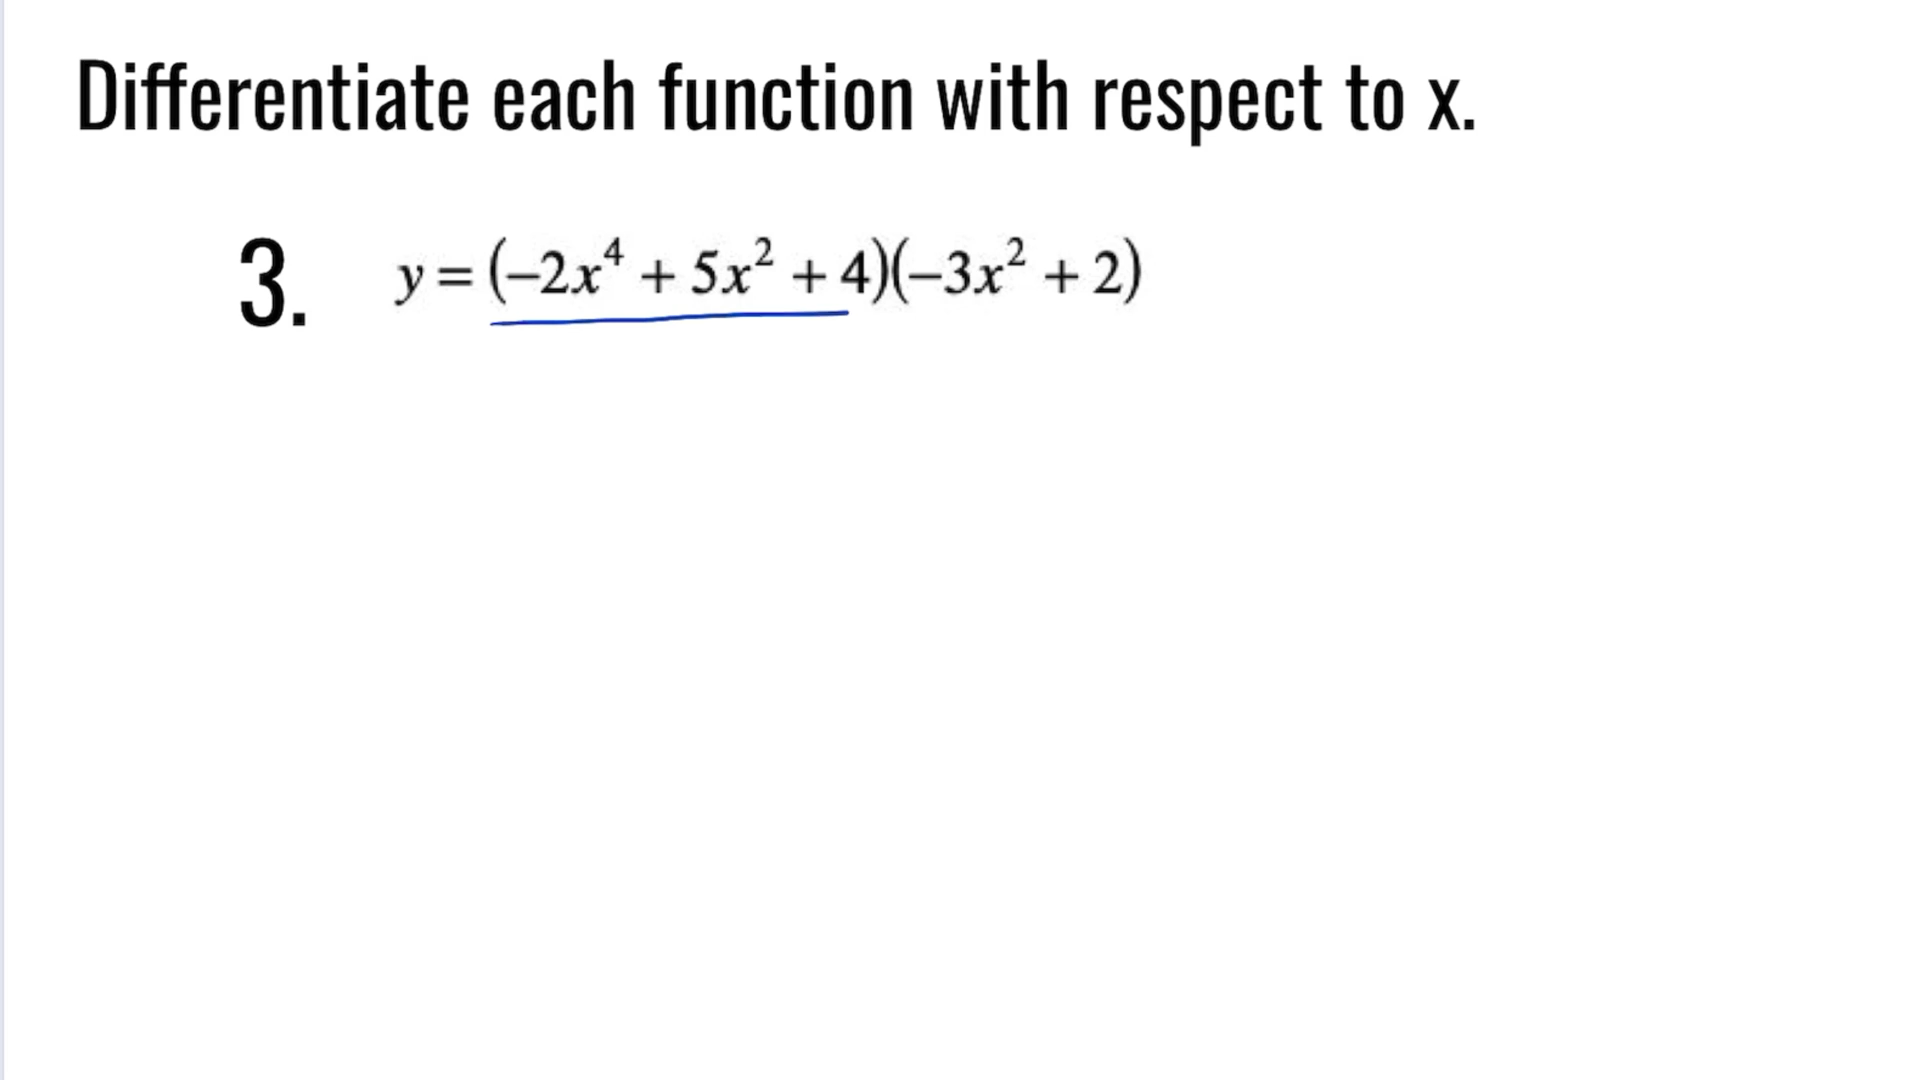 Differentiate each function with respect to x.
3. y = (−2x⁴ + 5x² + 4)(−3x² + 2)